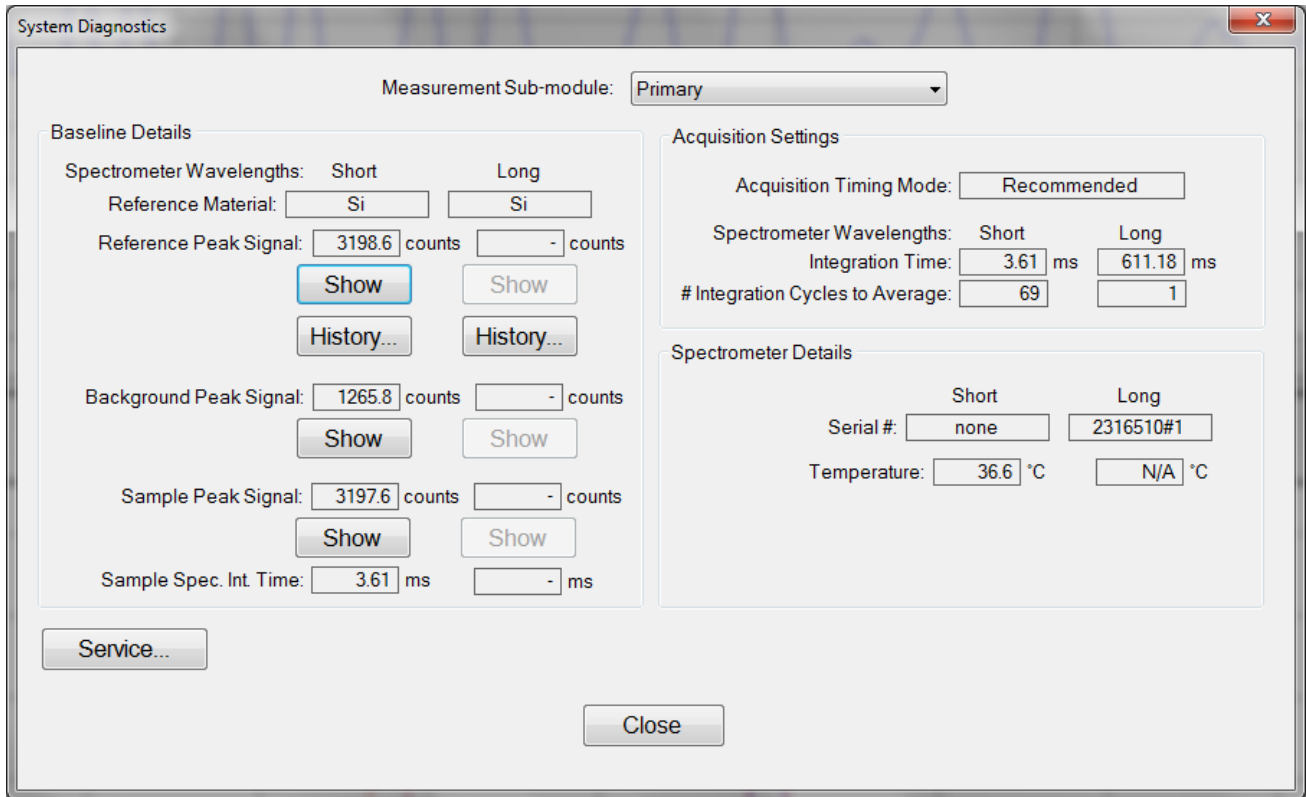 System Diagnostics
x
Measurement Sub-module: Primary
Baseline Details
Spectrometer Wavelengths: Short Long
Reference Material: Si Si
Reference Peak Signal: 3198.6 counts - counts
Show Show
History... History...
Background Peak Signal: 1265.8 counts - counts
Show Show
Sample Peak Signal: 3197.6 counts - counts
Show Show
Sample Spec. Int. Time: 3.61 ms - ms
Acquisition Settings
Acquisition Timing Mode: Recommended
Spectrometer Wavelengths: Short Long
Integration Time: 3.61 ms 611.18 ms
# Integration Cycles to Average: 69 1
Spectrometer Details
Short Long
Serial #: none 2316510#1
Temperature: 36.6 °C N/A °C
Service...
Close